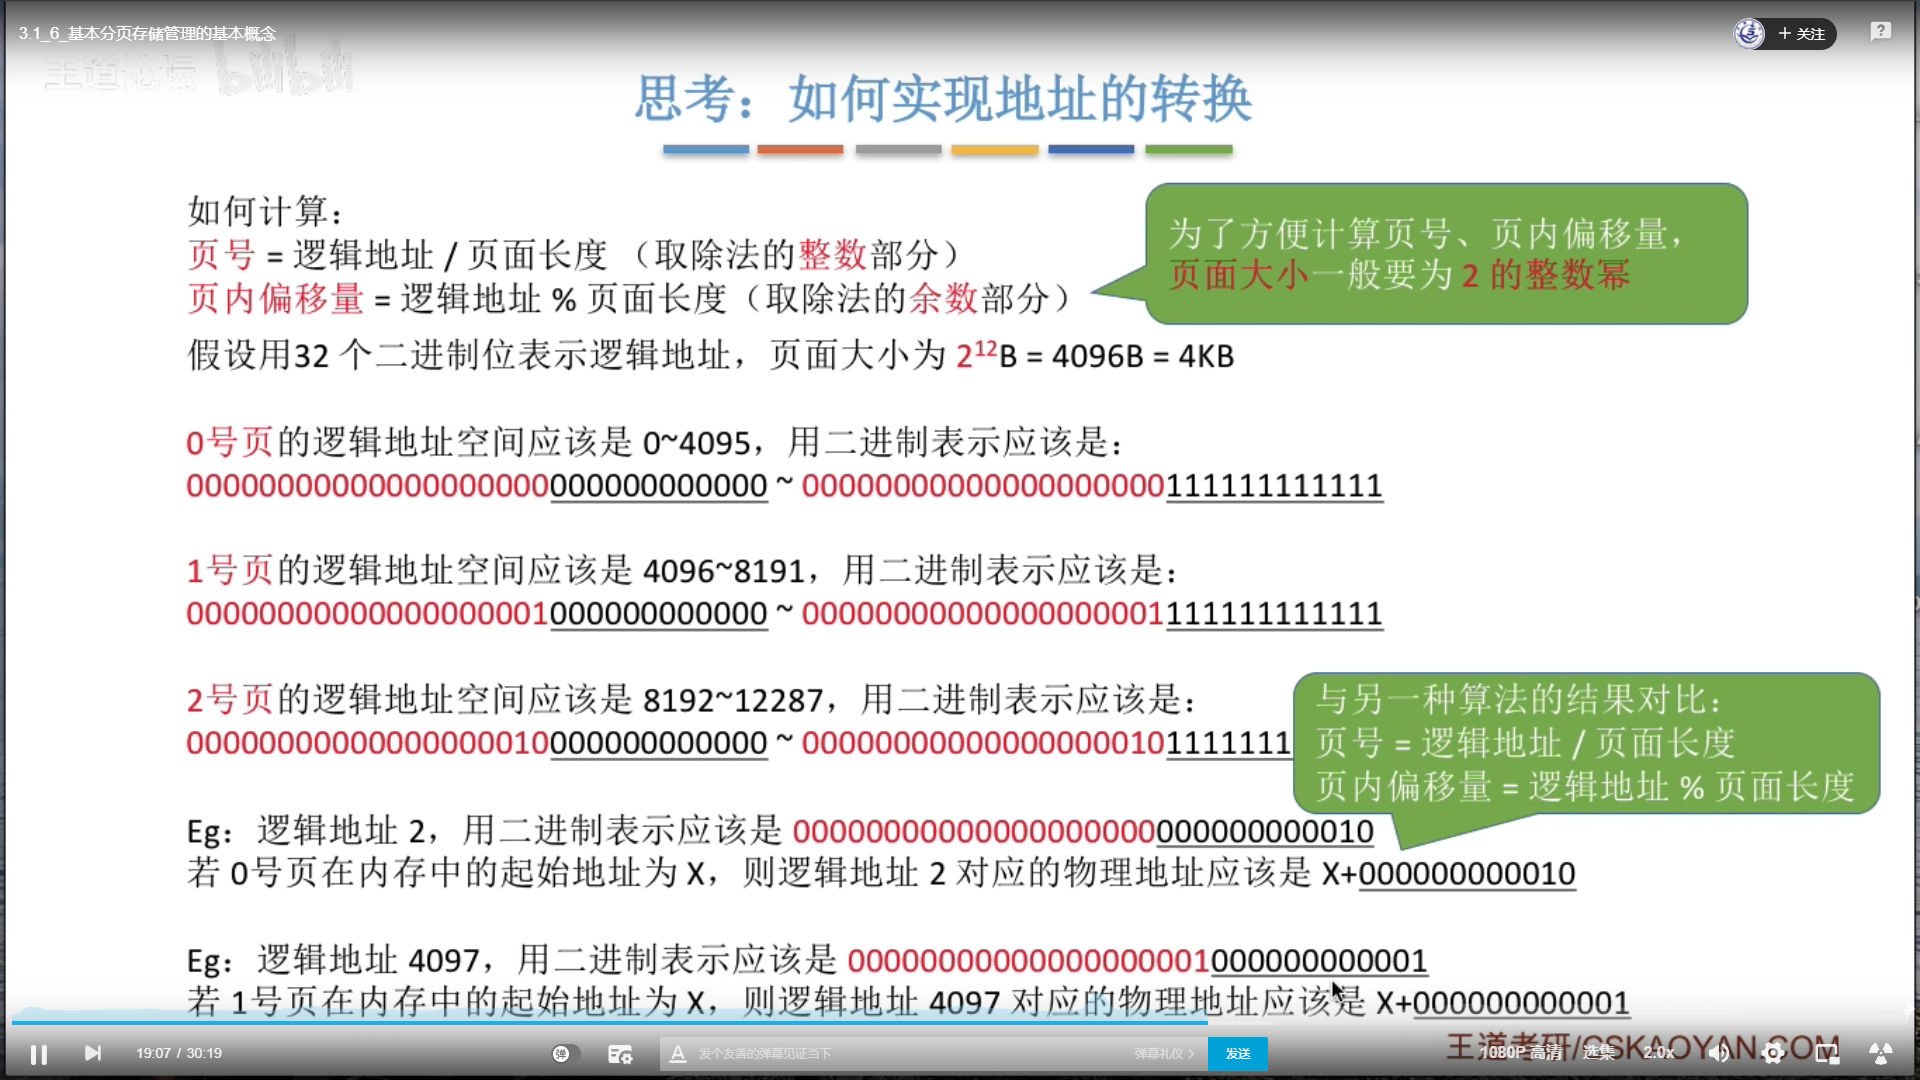 3.1_6_基本分页存储管理的基本概念
+ 关注
王道论坛 bilibili
思考：如何实现地址的转换
如何计算：
页号 = 逻辑地址 / 页面长度 （取除法的整数部分）
页内偏移量 = 逻辑地址 % 页面长度（取除法的余数部分）
为了方便计算页号、页内偏移量，
页面大小一般要为 2 的整数幂
假设用32 个二进制位表示逻辑地址，页面大小为 2¹²B = 4096B = 4KB
0号页的逻辑地址空间应该是 0~4095，用二进制表示应该是：
00000000000000000000000000000000 ~ 00000000000000000000111111111111
1号页的逻辑地址空间应该是 4096~8191，用二进制表示应该是：
00000000000000000001000000000000 ~ 00000000000000000001111111111111
2号页的逻辑地址空间应该是 8192~12287，用二进制表示应该是：
00000000000000000010000000000000 ~ 000000000000000000101111111
与另一种算法的结果对比：
页号 = 逻辑地址 / 页面长度
页内偏移量 = 逻辑地址 % 页面长度
Eg：逻辑地址 2，用二进制表示应该是 00000000000000000000000000000010
若 0号页在内存中的起始地址为 X，则逻辑地址 2 对应的物理地址应该是 X+000000000010
Eg：逻辑地址 4097，用二进制表示应该是 00000000000000000001000000000001
若 1号页在内存中的起始地址为 X，则逻辑地址 4097 对应的物理地址应该是 X+000000000001
王道考研/CSKAOYAN.COM
19:07 / 30:19
弹
发个友善的弹幕见证当下
弹幕礼仪 >
发送
1080P 高清
选集
2.0x